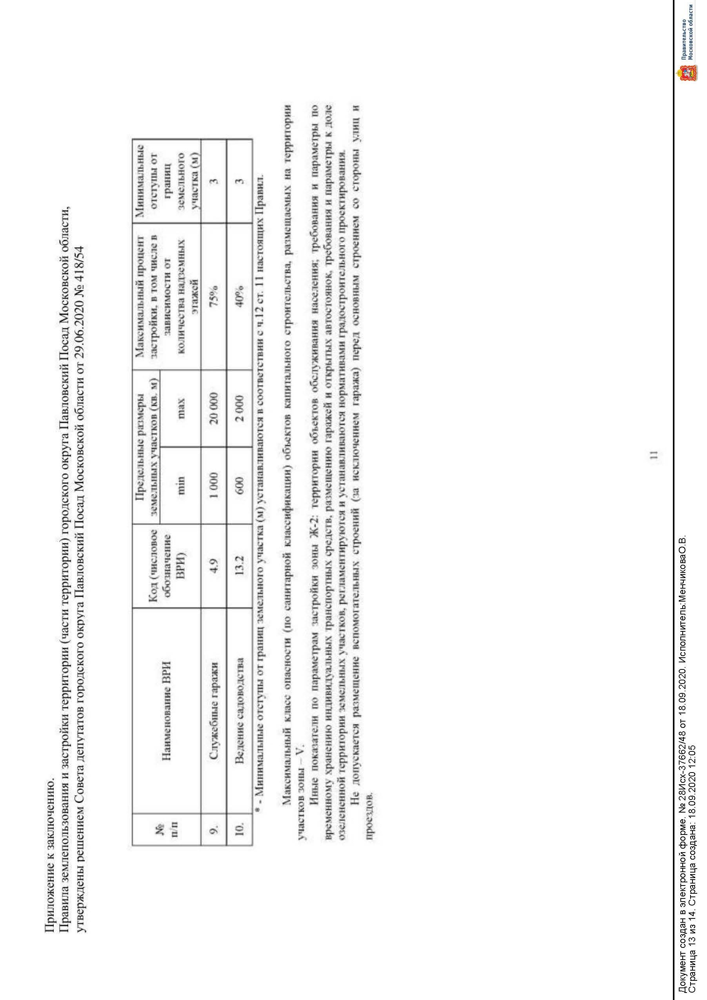 Приложение к заключению.
Правила землепользования и застройки территории (части территории) городского округа Павловский Посад Московской области,
утверждены решением Совета депутатов городского округа Павловский Посад Московской области от 29.06.2020 № 418/54
№ п/п
Наименование ВРИ
Код (числовое
обозначение
ВРИ)
Предельные размеры
земельных участков (кв. м)
min
max
Максимальный процент
застройки, в том числе в
зависимости от
количества надземных
этажей
Минимальные
отступы от
границ
земельного
участка (м)
9. Служебные гаражи 4.9 1 000 20 000 75% 3
10. Ведение садоводства 13.2 600 2 000 40% 3
* - Минимальные отступы от границ земельного участка (м) устанавливаются в соответствии с ч.12 ст. 11 настоящих Правил.
Максимальный класс опасности (по санитарной классификации) объектов капитального строительства, размещаемых на территории
участков зоны – V.
Иные показатели по параметрам застройки зоны Ж-2: территории объектов обслуживания населения; требования и параметры по
временному хранению индивидуальных транспортных средств, размещению гаражей и открытых автостоянок, требования и параметры к доле
озелененной территории земельных участков, регламентируются и устанавливаются нормативами градостроительного проектирования.
Не допускается размещение вспомогательных строений (за исключением гаража) перед основным строением со стороны улиц и
проездов.
11
Документ создан в электронной форме. № 28Исх-37662/48 от 18.09.2020. Исполнитель:МенчиковаО.В.
Страница 13 из 14. Страница создана: 18.09.2020 12:05
Правительство
Московской области